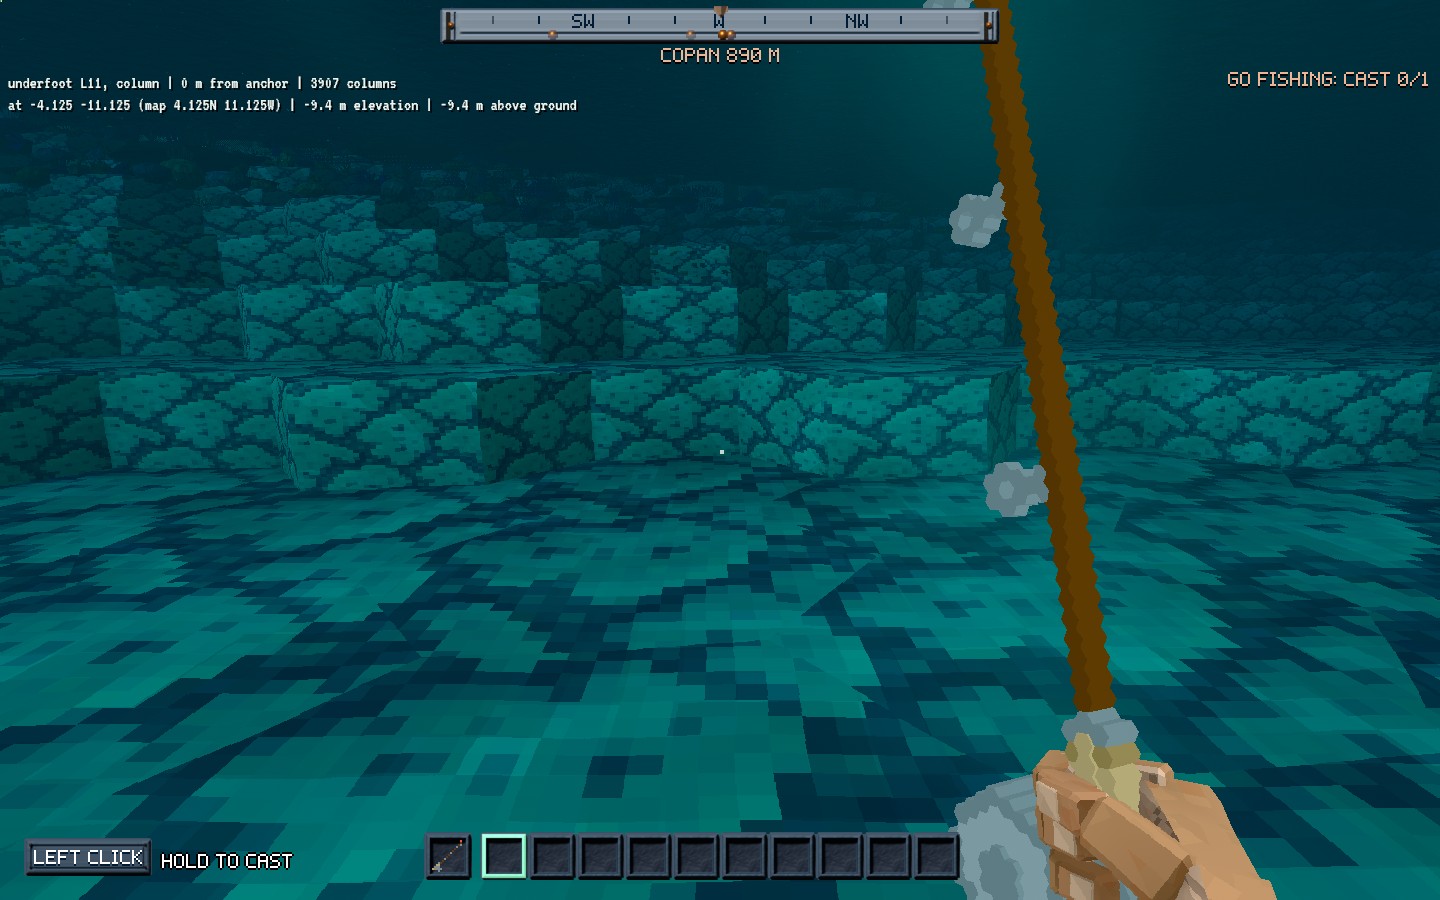 SW W NW
COPAN 890 M
underfoot L11, column | 0 m from anchor | 3907 columns
at -4.125 -11.125 (map 4.125N 11.125W) | -9.4 m elevation | -9.4 m above ground
GO FISHING: CAST 0/1
LEFT CLICK HOLD TO CAST